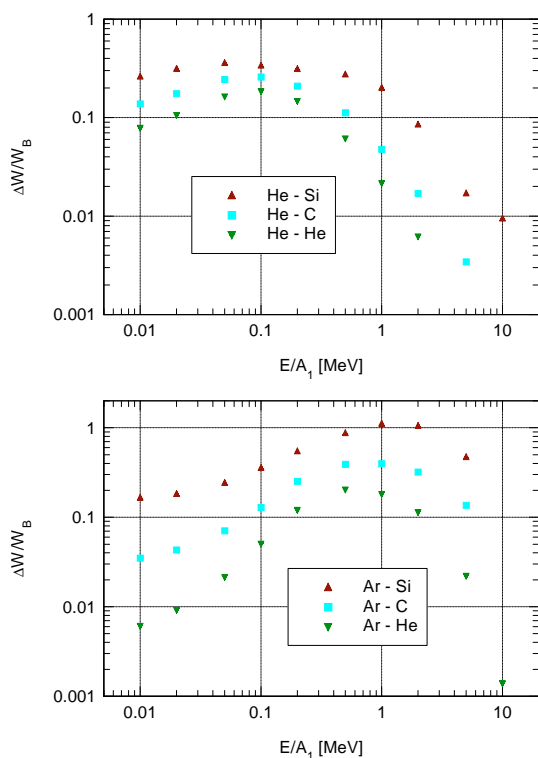 1
0.1
0.01
0.001
ΔW/W_B
He - Si
He - C
He - He
0.01 0.1 1 10
E/A_1 [MeV]
1
0.1
0.01
0.001
ΔW/W_B
Ar - Si
Ar - C
Ar - He
0.01 0.1 1 10
E/A_1 [MeV]